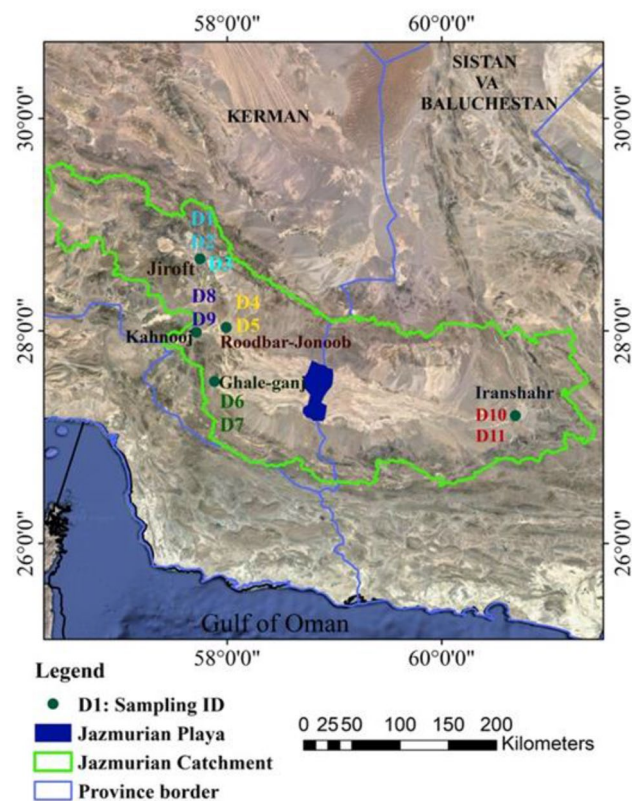 58°0'0"
60°0'0"
SISTAN
VA
BALUCHESTAN
KERMAN
30°0'0"
30°0'0"
D1
D2
D3
Jiroft
D8
D4
D9
D5
28°0'0"
28°0'0"
Kahnooj
Roodbar-Jonoob
Ghale-ganj
Iranshahr
D6
D10
D7
D11
26°0'0"
26°0'0"
Gulf of Oman
58°0'0"
60°0'0"
Legend
D1: Sampling ID
Jazmurian Playa
Jazmurian Catchment
Province border
0 25 50 100 150 200
Kilometers